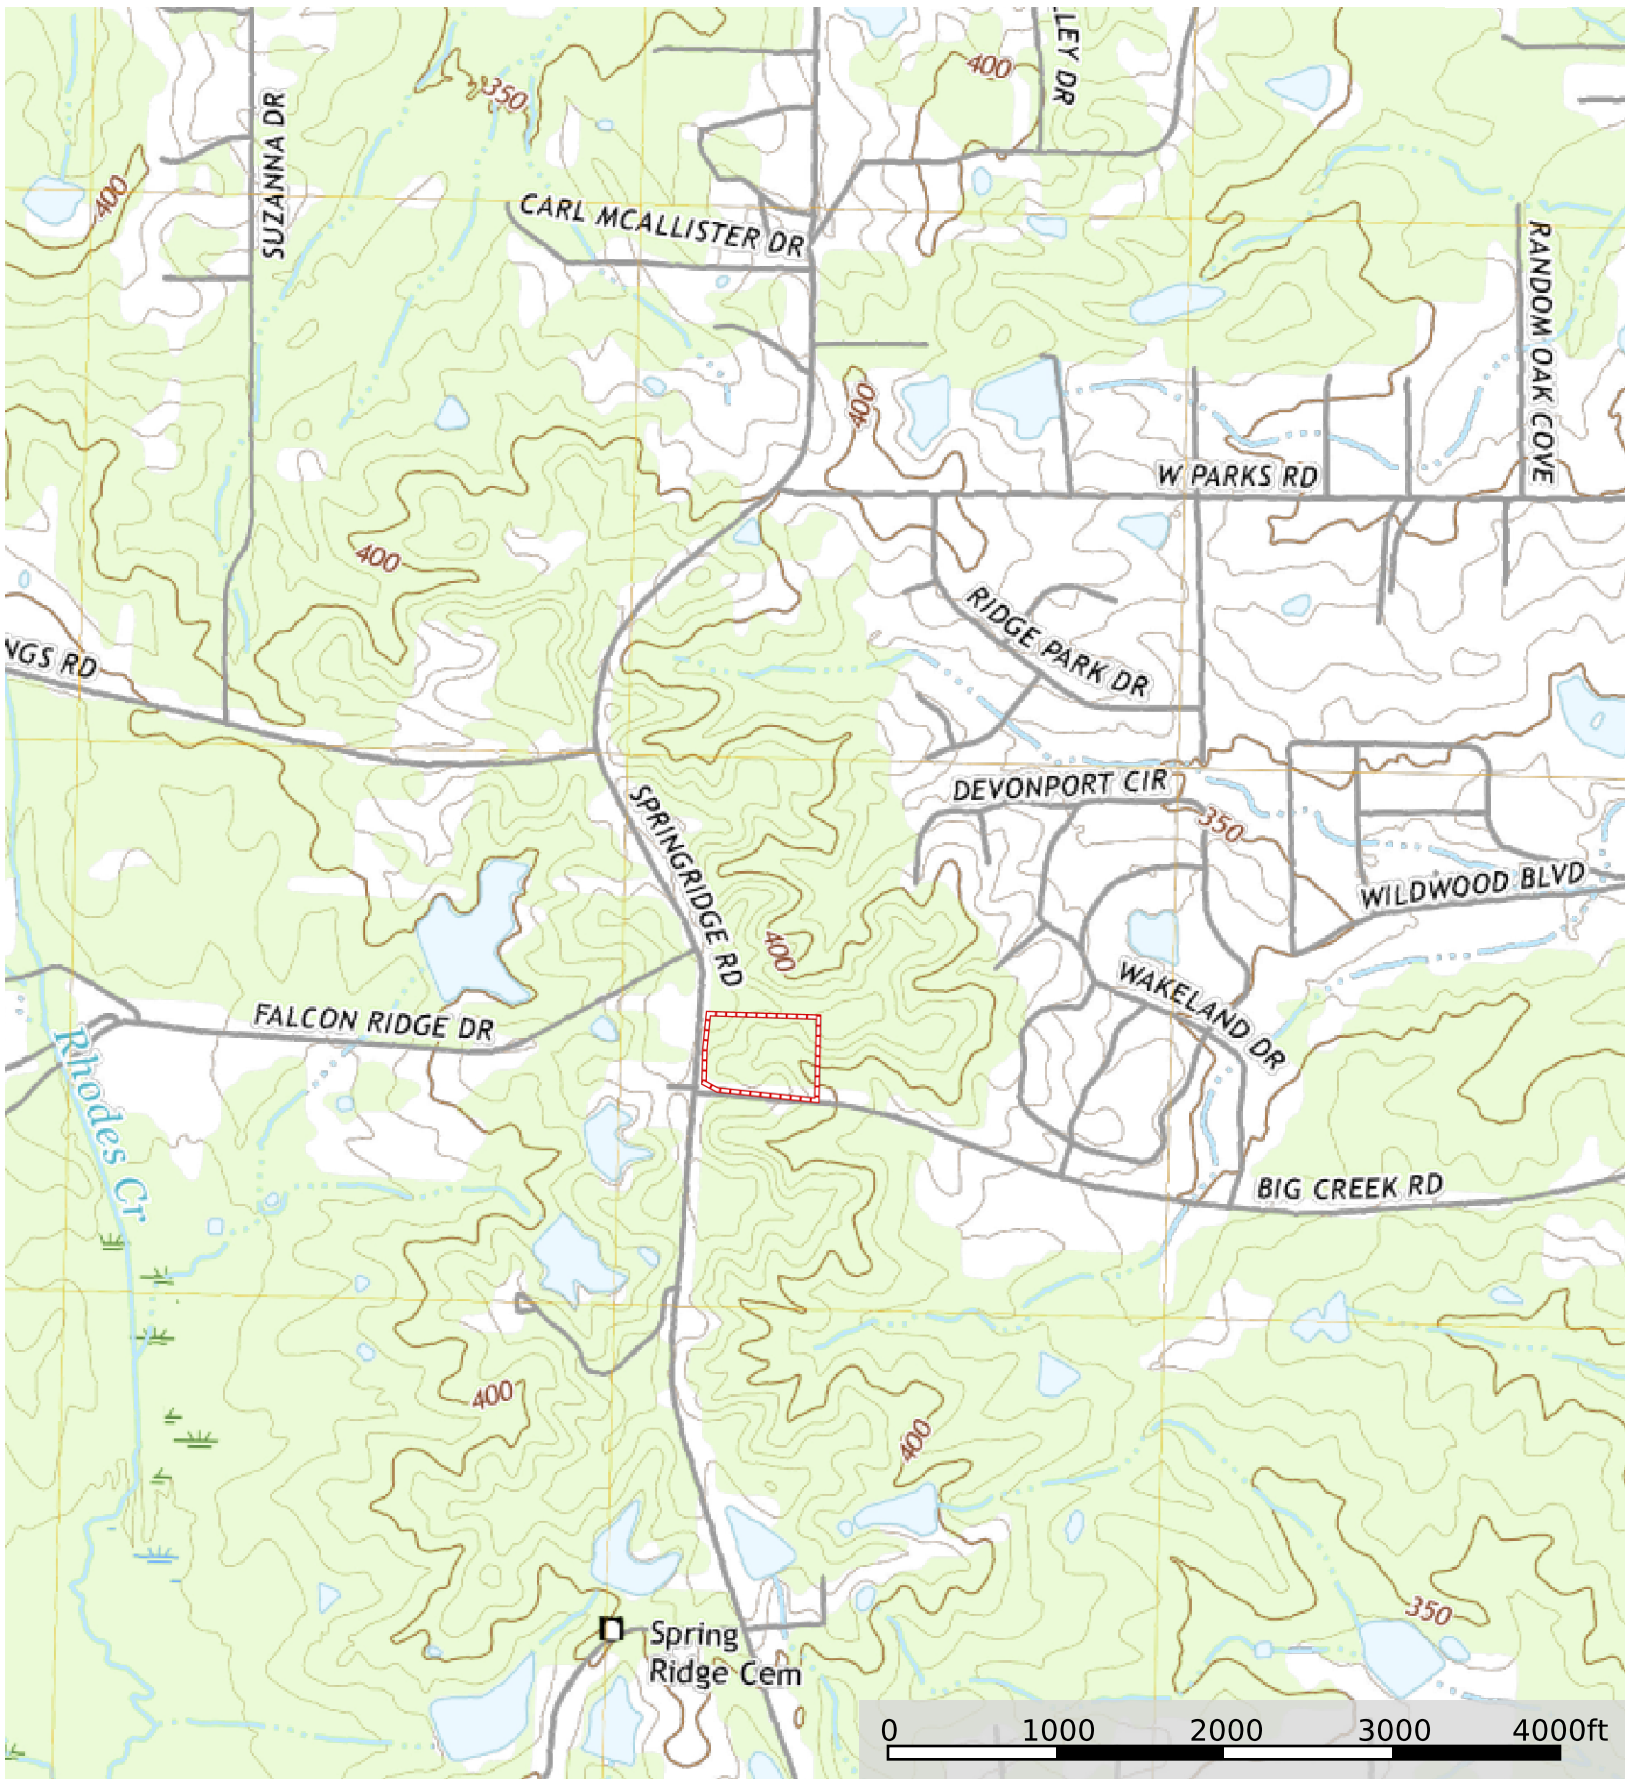 LLEY DR
400
350
SUZANNA DR
400
CARL MCALLISTER DR
RANDOM OAK COVE
400
W PARKS RD
400
RIDGE PARK DR
NGS RD
DEVONPORT CIR
SPRINGRIDGE RD
350
WILDWOOD BLVD
400
WAKELAND DR
FALCON RIDGE DR
Rhodes Cr
BIG CREEK RD
400
400
350
Spring
Ridge Cem
0 1000 2000 3000 4000ft